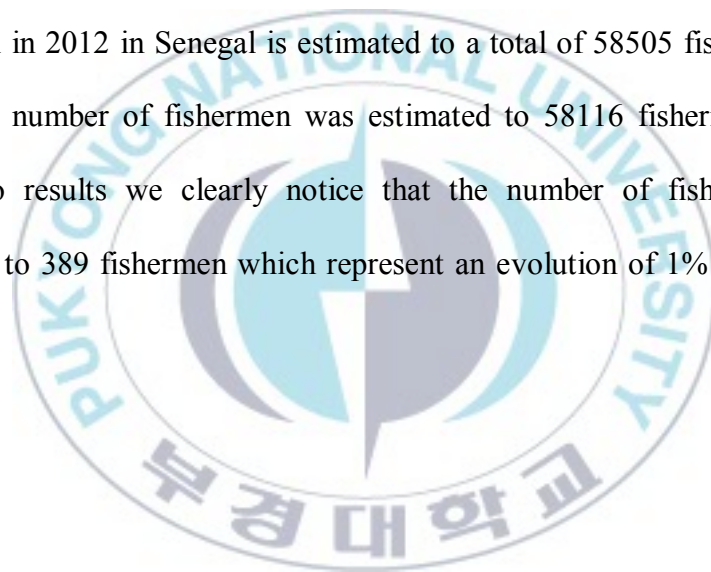 in 2012 in Senegal is estimated to a total of 58505
number of fishermen was estimated to 58116
results we clearly notice that the number of
to 389 fishermen which represent an evolution of 1%
PUKYONG NATIONAL UNIVERSITY
부경대학교